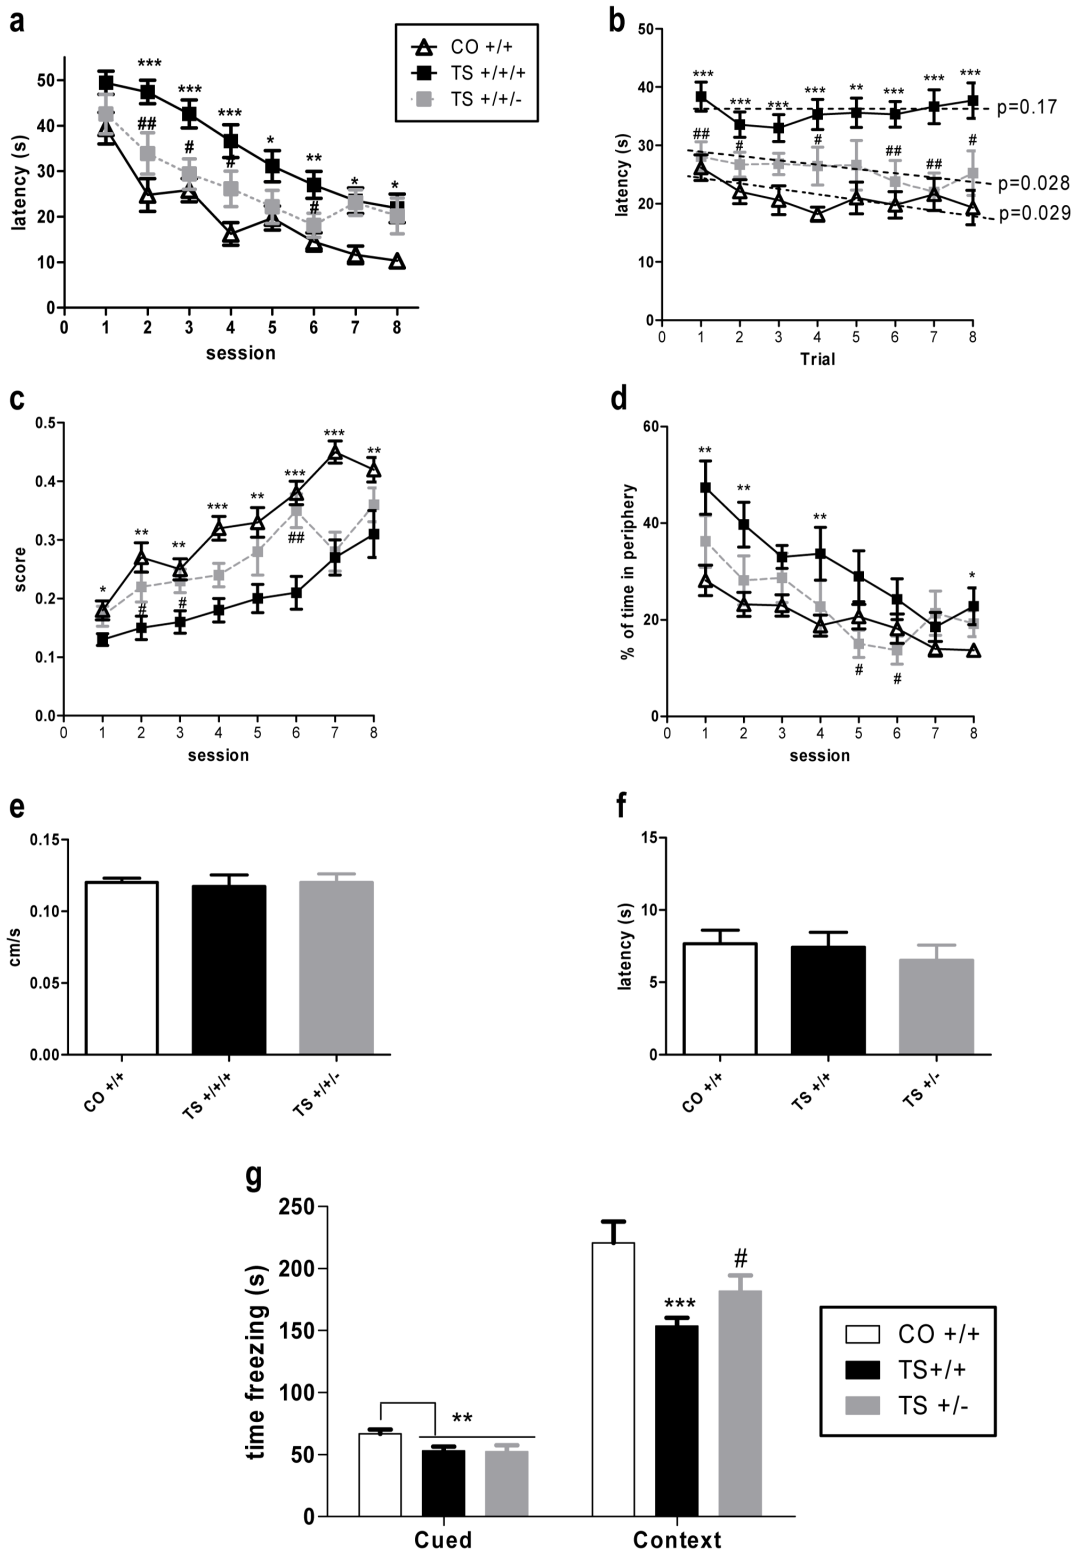 a
CO +/+
TS +/+/+
TS +/+/-
latency (s)
50
40
30
20
10
0
*** *** *** * ** * *
## # # #
0 1 2 3 4 5 6 7 8
session
b
latency (s)
50
40
30
20
10
0
*** *** *** *** ** *** *** ***
## # # ## ## #
p=0.17
p=0.028
p=0.029
0 1 2 3 4 5 6 7 8
Trial
c
score
0.5
0.4
0.3
0.2
0.1
0.0
* ** ** *** ** *** *** **
# # ##
0 1 2 3 4 5 6 7 8
session
d
% of time in periphery
60
40
20
0
** ** ** *
# #
0 1 2 3 4 5 6 7 8
session
e
cm/s
0.15
0.10
0.05
0.00
CO +/+
TS +/+/+
TS +/+/-
f
latency (s)
15
10
5
0
CO +/+
TS +/+
TS +/-
g
time freezing (s)
250
200
150
100
50
0
**
***
#
Cued Context
CO +/+
TS+/+
TS +/-